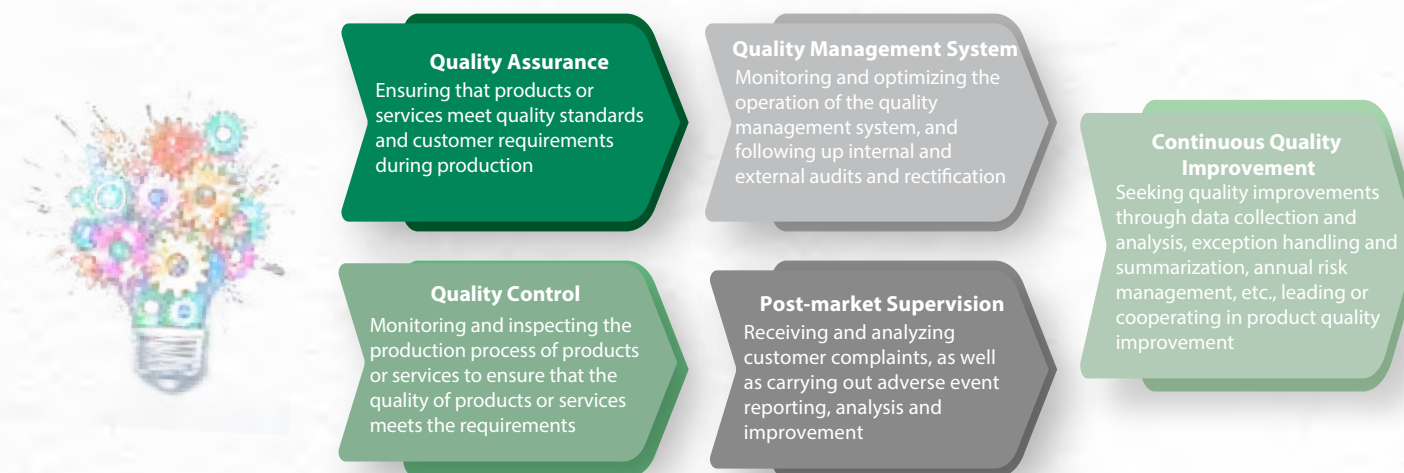 Quality Assurance
Ensuring that products or
services meet quality standards
and customer requirements
during production
Quality Management System
Monitoring and optimizing the
operation of the quality
management system, and
following up internal and
external audits and rectification
Quality Control
Monitoring and inspecting the
production process of products
or services to ensure that the
quality of products or services
meets the requirements
Post-market Supervision
Receiving and analyzing
customer complaints, as well
as carrying out adverse event
reporting, analysis and
improvement
Continuous Quality
Improvement
Seeking quality improvements
through data collection and
analysis, exception handling and
summarization, annual risk
management, etc., leading or
cooperating in product quality
improvement